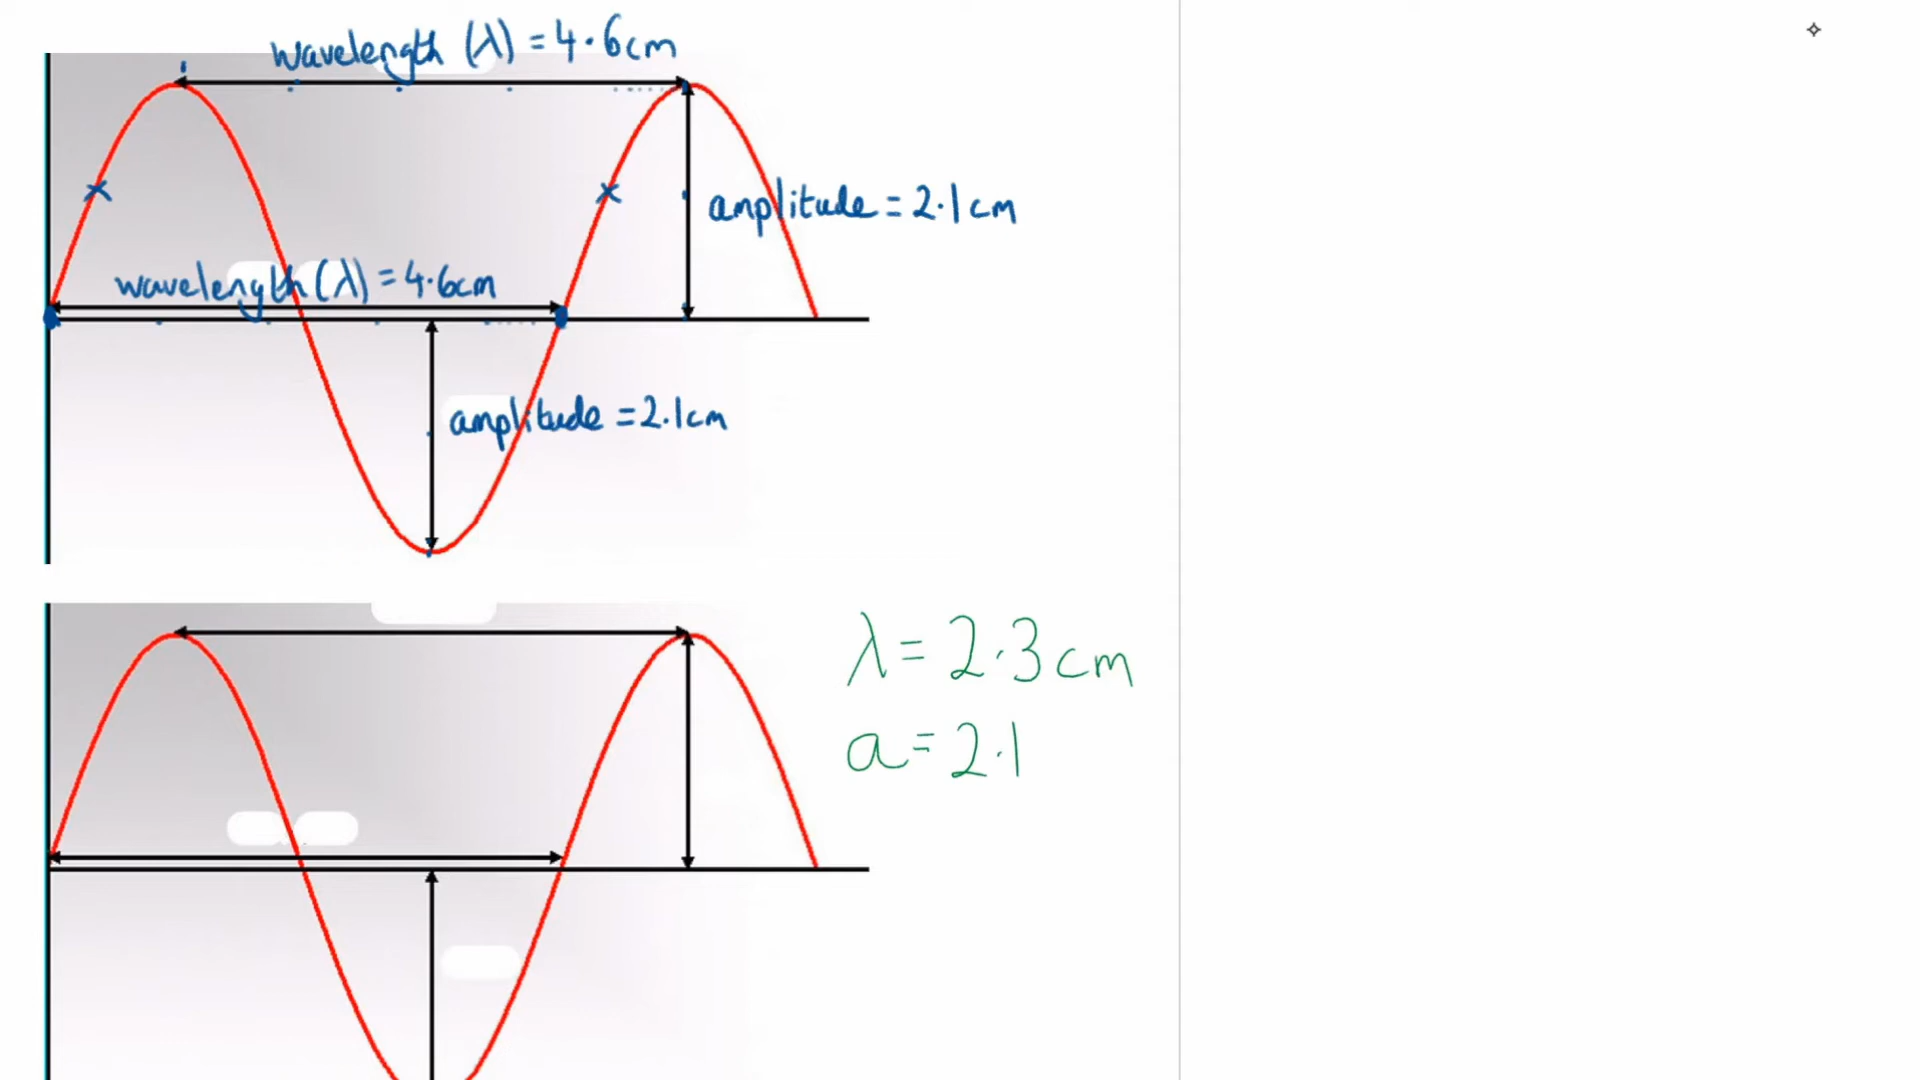 wavelength (λ) = 4.6cm
amplitude = 2.1cm
wavelength (λ) = 4.6cm
amplitude = 2.1cm
λ = 2.3cm
a = 2.1